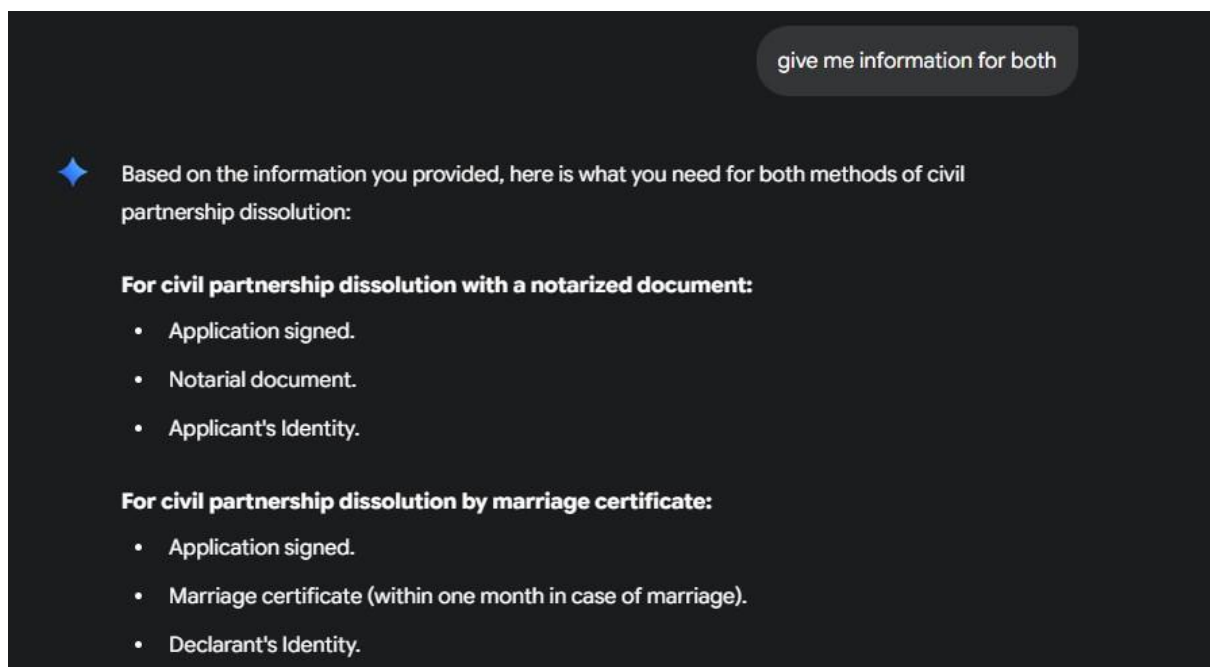 give me information for both
Based on the information you provided, here is what you need for both methods of civil
partnership dissolution:
For civil partnership dissolution with a notarized document:
• Application signed.
• Notarial document.
• Applicant's Identity.
For civil partnership dissolution by marriage certificate:
• Application signed.
• Marriage certificate (within one month in case of marriage).
• Declarant's Identity.